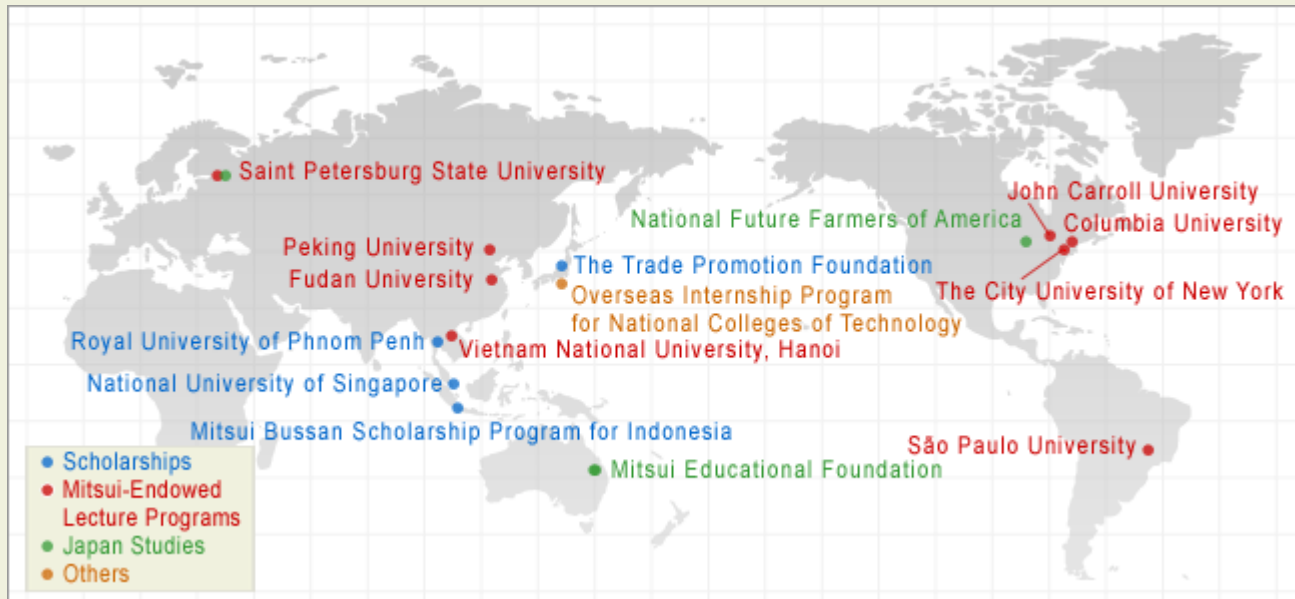 Saint Petersburg State University
John Carroll University
National Future Farmers of America
Columbia University
Peking University
The Trade Promotion Foundation
Fudan University
The City University of New York
Overseas Internship Program
for National Colleges of Technology
Royal University of Phnom Penh
Vietnam National University, Hanoi
National University of Singapore
Mitsui Bussan Scholarship Program for Indonesia
São Paulo University
Mitsui Educational Foundation
Scholarships
Mitsui-Endowed
Lecture Programs
Japan Studies
Others